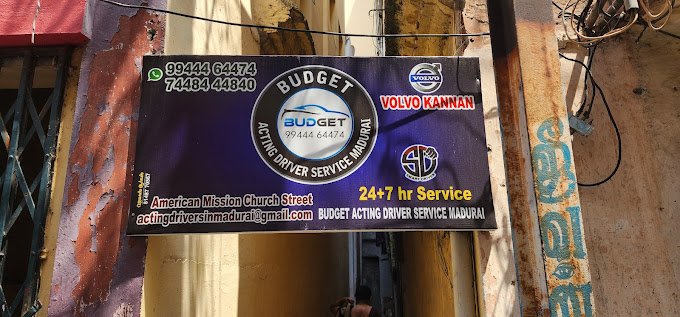 99444 64474
74484 44840
BUDGET
BUDGET
99444 64474
ACTING DRIVER SERVICE MADURAI
VOLVO
VOLVO KANNAN
24+7 hr Service
American Mission Church Street
actingdriversinmadurai@gmail.com
BUDGET ACTING DRIVER SERVICE MADURAI